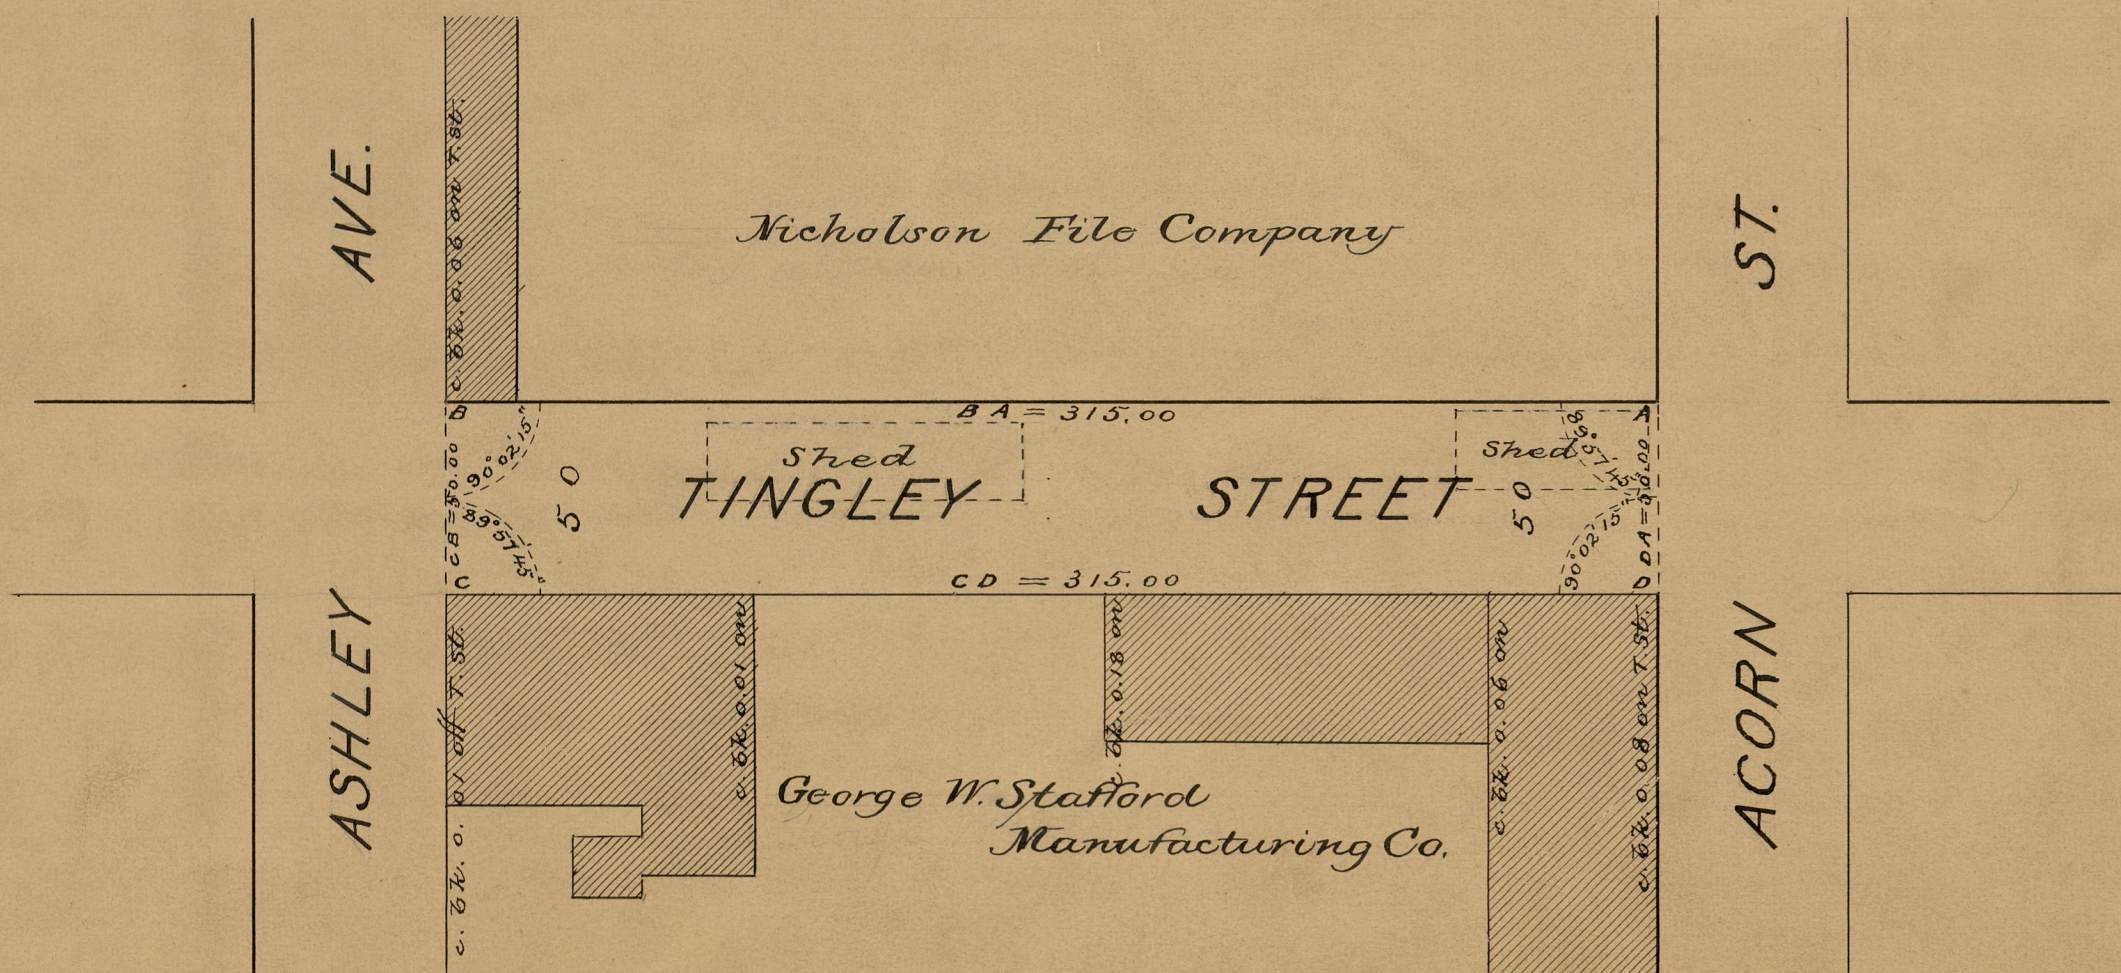 AVE.
c. bk. 0.06 on T. st.
Nicholson File Company
ST.
B
BA = 315.00
A
90° 02' 15"
Shed
Shed
89° 57' 45"
CB = 50.00
50
TINGLEY STREET
50
DA = 50.00
89° 57' 45"
90° 02' 15"
C
CD = 315.00
D
ASHLEY
c. bk. 0.01 off T. st.
c. bk. 0.01 on
c. bk. 0.18 on
c. bk. 0.06 on
c. bk. 0.08 on T. st.
ACORN
George W. Stafford
Manufacturing Co.